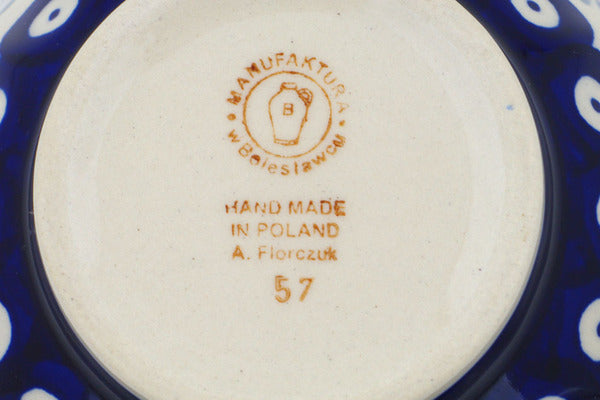 MANUFAKTURA
B
w Bolesławcu
HAND MADE
IN POLAND
A. Florczuk
57